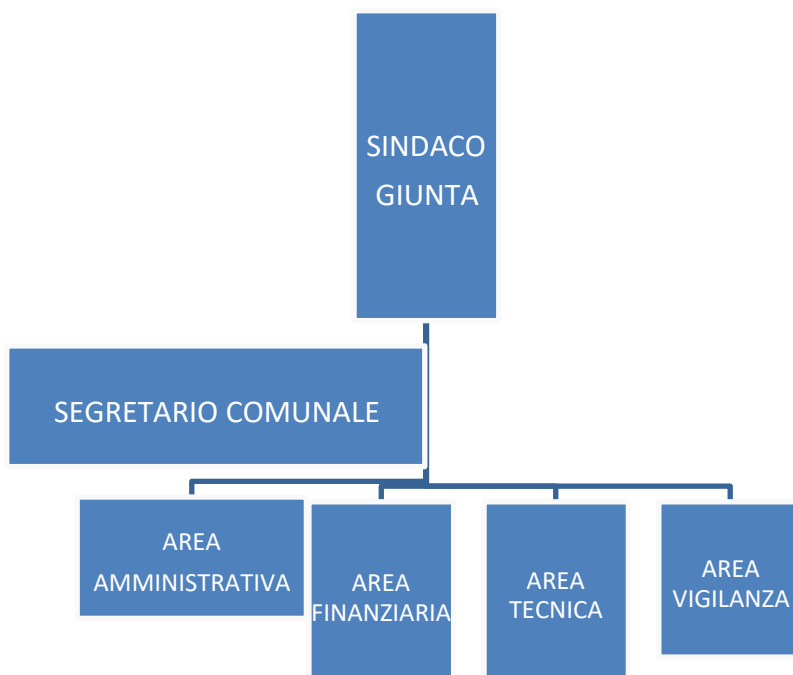 SINDACO
GIUNTA
SEGRETARIO COMUNALE
AREA
AMMINISTRATIVA
AREA
FINANZIARIA
AREA
TECNICA
AREA
VIGILANZA